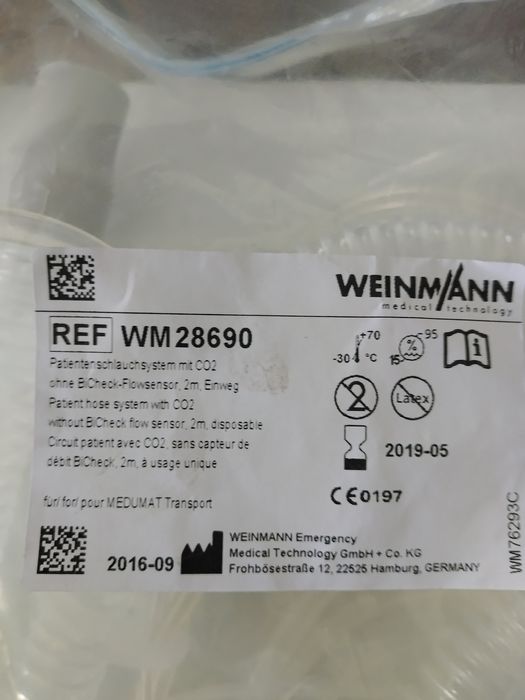 WEINMANN
medical technology
REF WM 28690
Patientenschlauchsystem mit CO2
ohne BiCheck-Flowsensor, 2m, Einweg
Patient hose system with CO2
without BiCheck flow sensor, 2m, disposable
Circuit patient avec CO2, sans capteur de
débit BiCheck, 2m, à usage unique
für/ for/ pour MEDUMAT Transport
-30 +70 °C
15 % 95
i
2 Latex
2019-05
CE0197
2016-09
WEINMANN Emergency
Medical Technology GmbH + Co. KG
Frohbösestraße 12, 22525 Hamburg, GERMANY
WM76293C